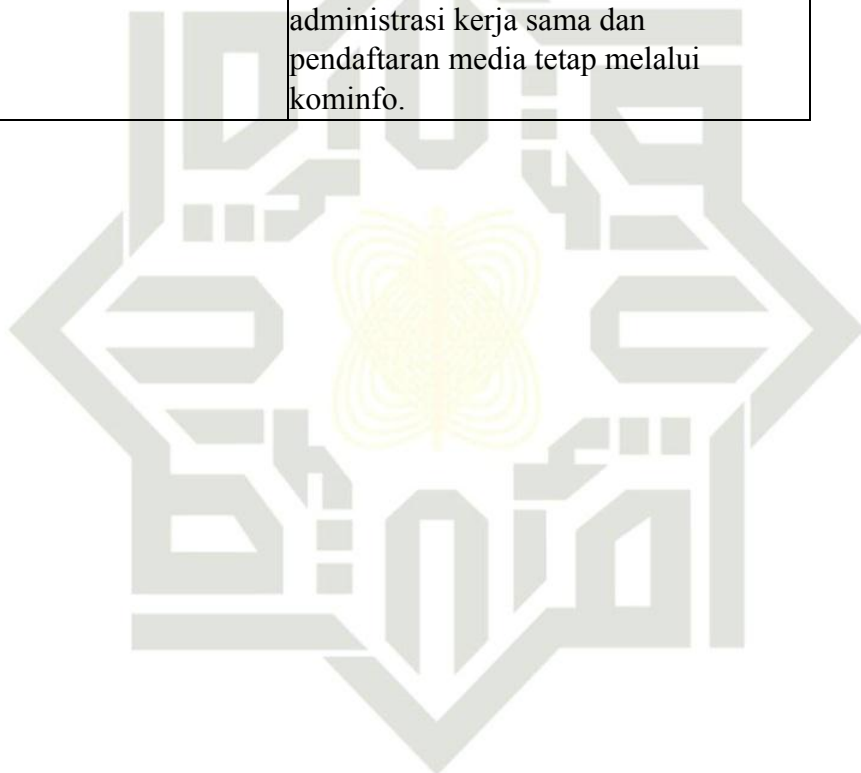 administrasi kerja sama dan
pendaftaran media tetap melalui
kominfo.